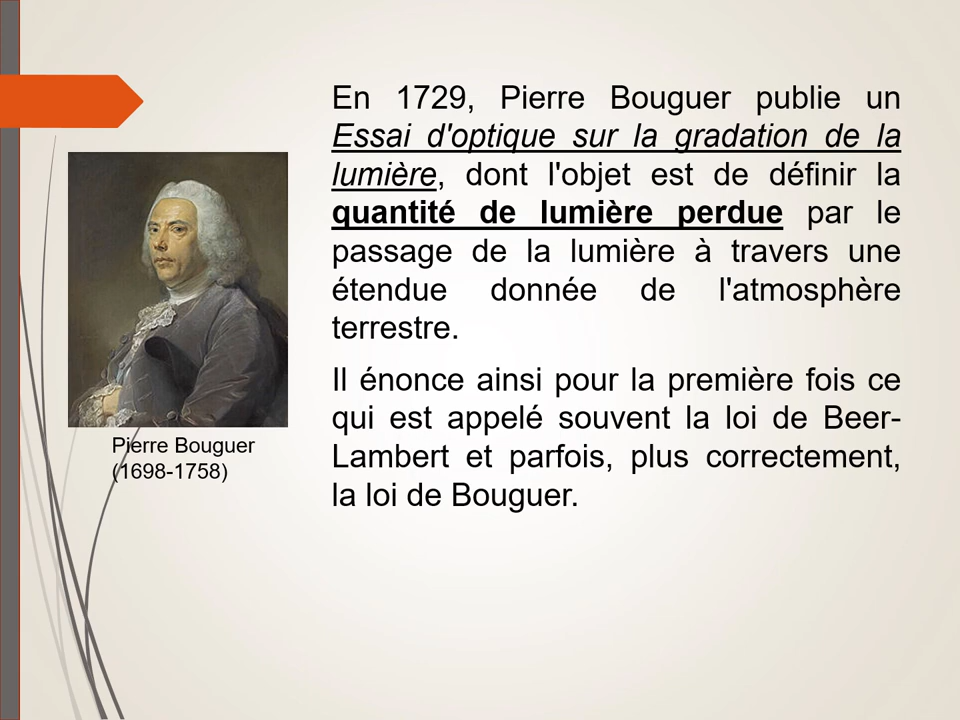 En 1729, Pierre Bouguer publie un
Essai d'optique sur la gradation de la
lumière, dont l'objet est de définir la
quantité de lumière perdue par le
passage de la lumière à travers une
étendue donnée de l'atmosphère
terrestre.
Il énonce ainsi pour la première fois ce
qui est appelé souvent la loi de Beer-
Lambert et parfois, plus correctement,
la loi de Bouguer.
Pierre Bouguer
(1698-1758)